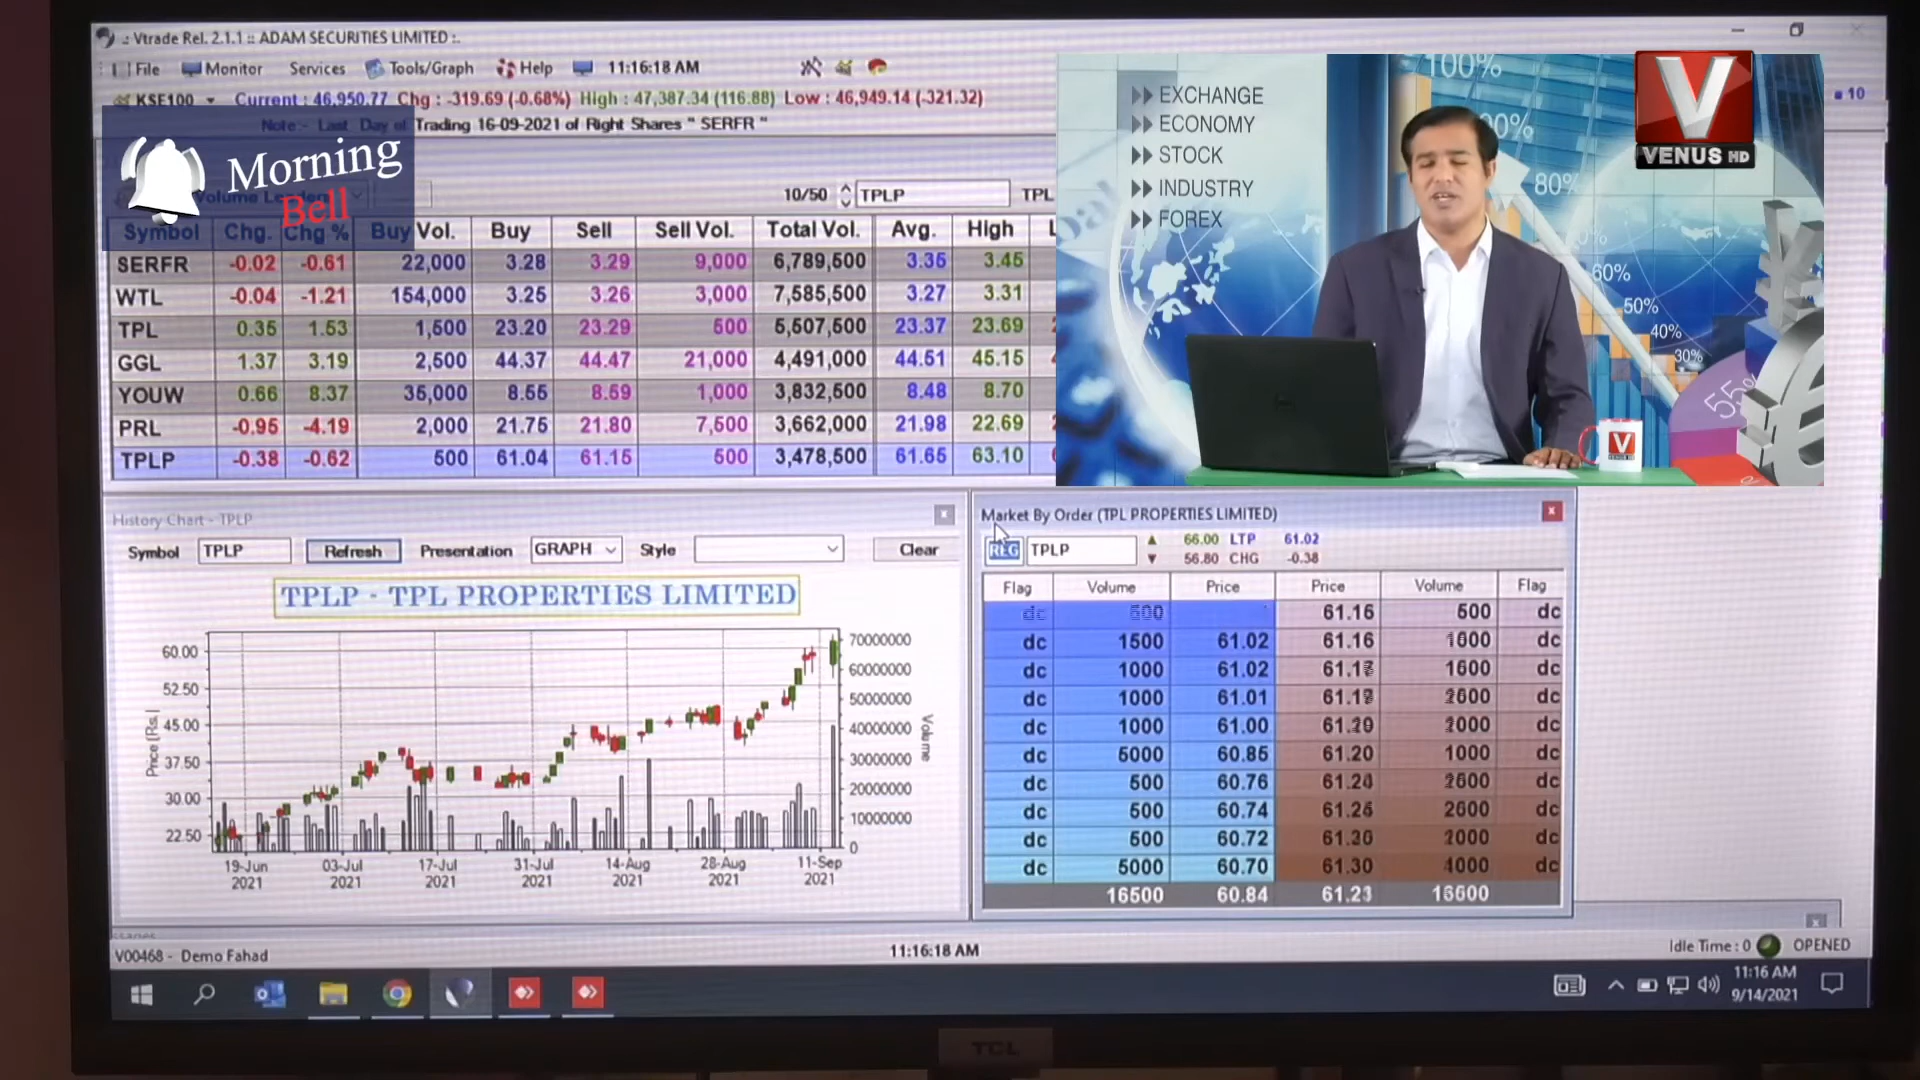 .: Vtrade Rel. 2.1.1 :: ADAM SECURITIES LIMITED :.
File Monitor Services Tools/Graph Help 11:16:18 AM
KSE100 Current : 46,950.77 Chg : -319.69 (-0.68%) High : 47,387.34 (116.88) Low : 46,949.14 (-321.32)
10
Note:- Last Day of Trading 16-09-2021 of Right Shares " SERFR "
Morning
Bell
10/50 TPLP TPL
Symbol Chg. Chg % Buy Vol. Buy Sell Sell Vol. Total Vol. Avg. High L
SERFR -0.02 -0.61 22,000 3.28 3.29 9,000 6,789,500 3.35 3.45
WTL -0.04 -1.21 154,000 3.25 3.26 3,000 7,585,500 3.27 3.31
TPL 0.35 1.53 1,500 23.20 23.29 500 5,507,500 23.37 23.69
GGL 1.37 3.19 2,500 44.37 44.47 21,000 4,491,000 44.51 45.15
YOUW 0.66 8.37 35,000 8.55 8.59 1,000 3,832,500 8.48 8.70
PRL -0.95 -4.19 2,000 21.75 21.80 7,500 3,662,000 21.98 22.69
TPLP -0.38 -0.62 500 61.04 61.15 500 3,478,500 61.65 63.10
EXCHANGE
ECONOMY
STOCK
INDUSTRY
FOREX
100%
80%
60%
50%
40%
30%
55%
V
VENUS HD
V
History Chart - TPLP
Symbol TPLP Refresh Presentation GRAPH Style Clear
TPLP - TPL PROPERTIES LIMITED
Price [Rs.]
60.00
52.50
45.00
37.50
30.00
22.50
70000000
60000000
50000000
40000000
30000000
20000000
10000000
0
Volume
19-Jun 2021
03-Jul 2021
17-Jul 2021
31-Jul 2021
14-Aug 2021
28-Aug 2021
11-Sep 2021
Market By Order (TPL PROPERTIES LIMITED)
REG TPLP 66.00 LTP 61.02
56.80 CHG -0.38
Flag Volume Price Price Volume Flag
dc 500 61.16 500 dc
dc 1500 61.02 61.16 1000 dc
dc 1000 61.02 dc
dc 1000 61.01 dc
dc 1000 61.00 dc
dc 5000 60.85 61.20 1000 dc
dc 500 60.76 dc
dc 500 60.74 dc
dc 500 60.72 dc
dc 5000 60.70 61.30 4000 dc
16500 60.84 61.23
V00468 - Demo Fahad 11:16:18 AM Idle Time : 0 OPENED
11:16 AM
9/14/2021
TCL